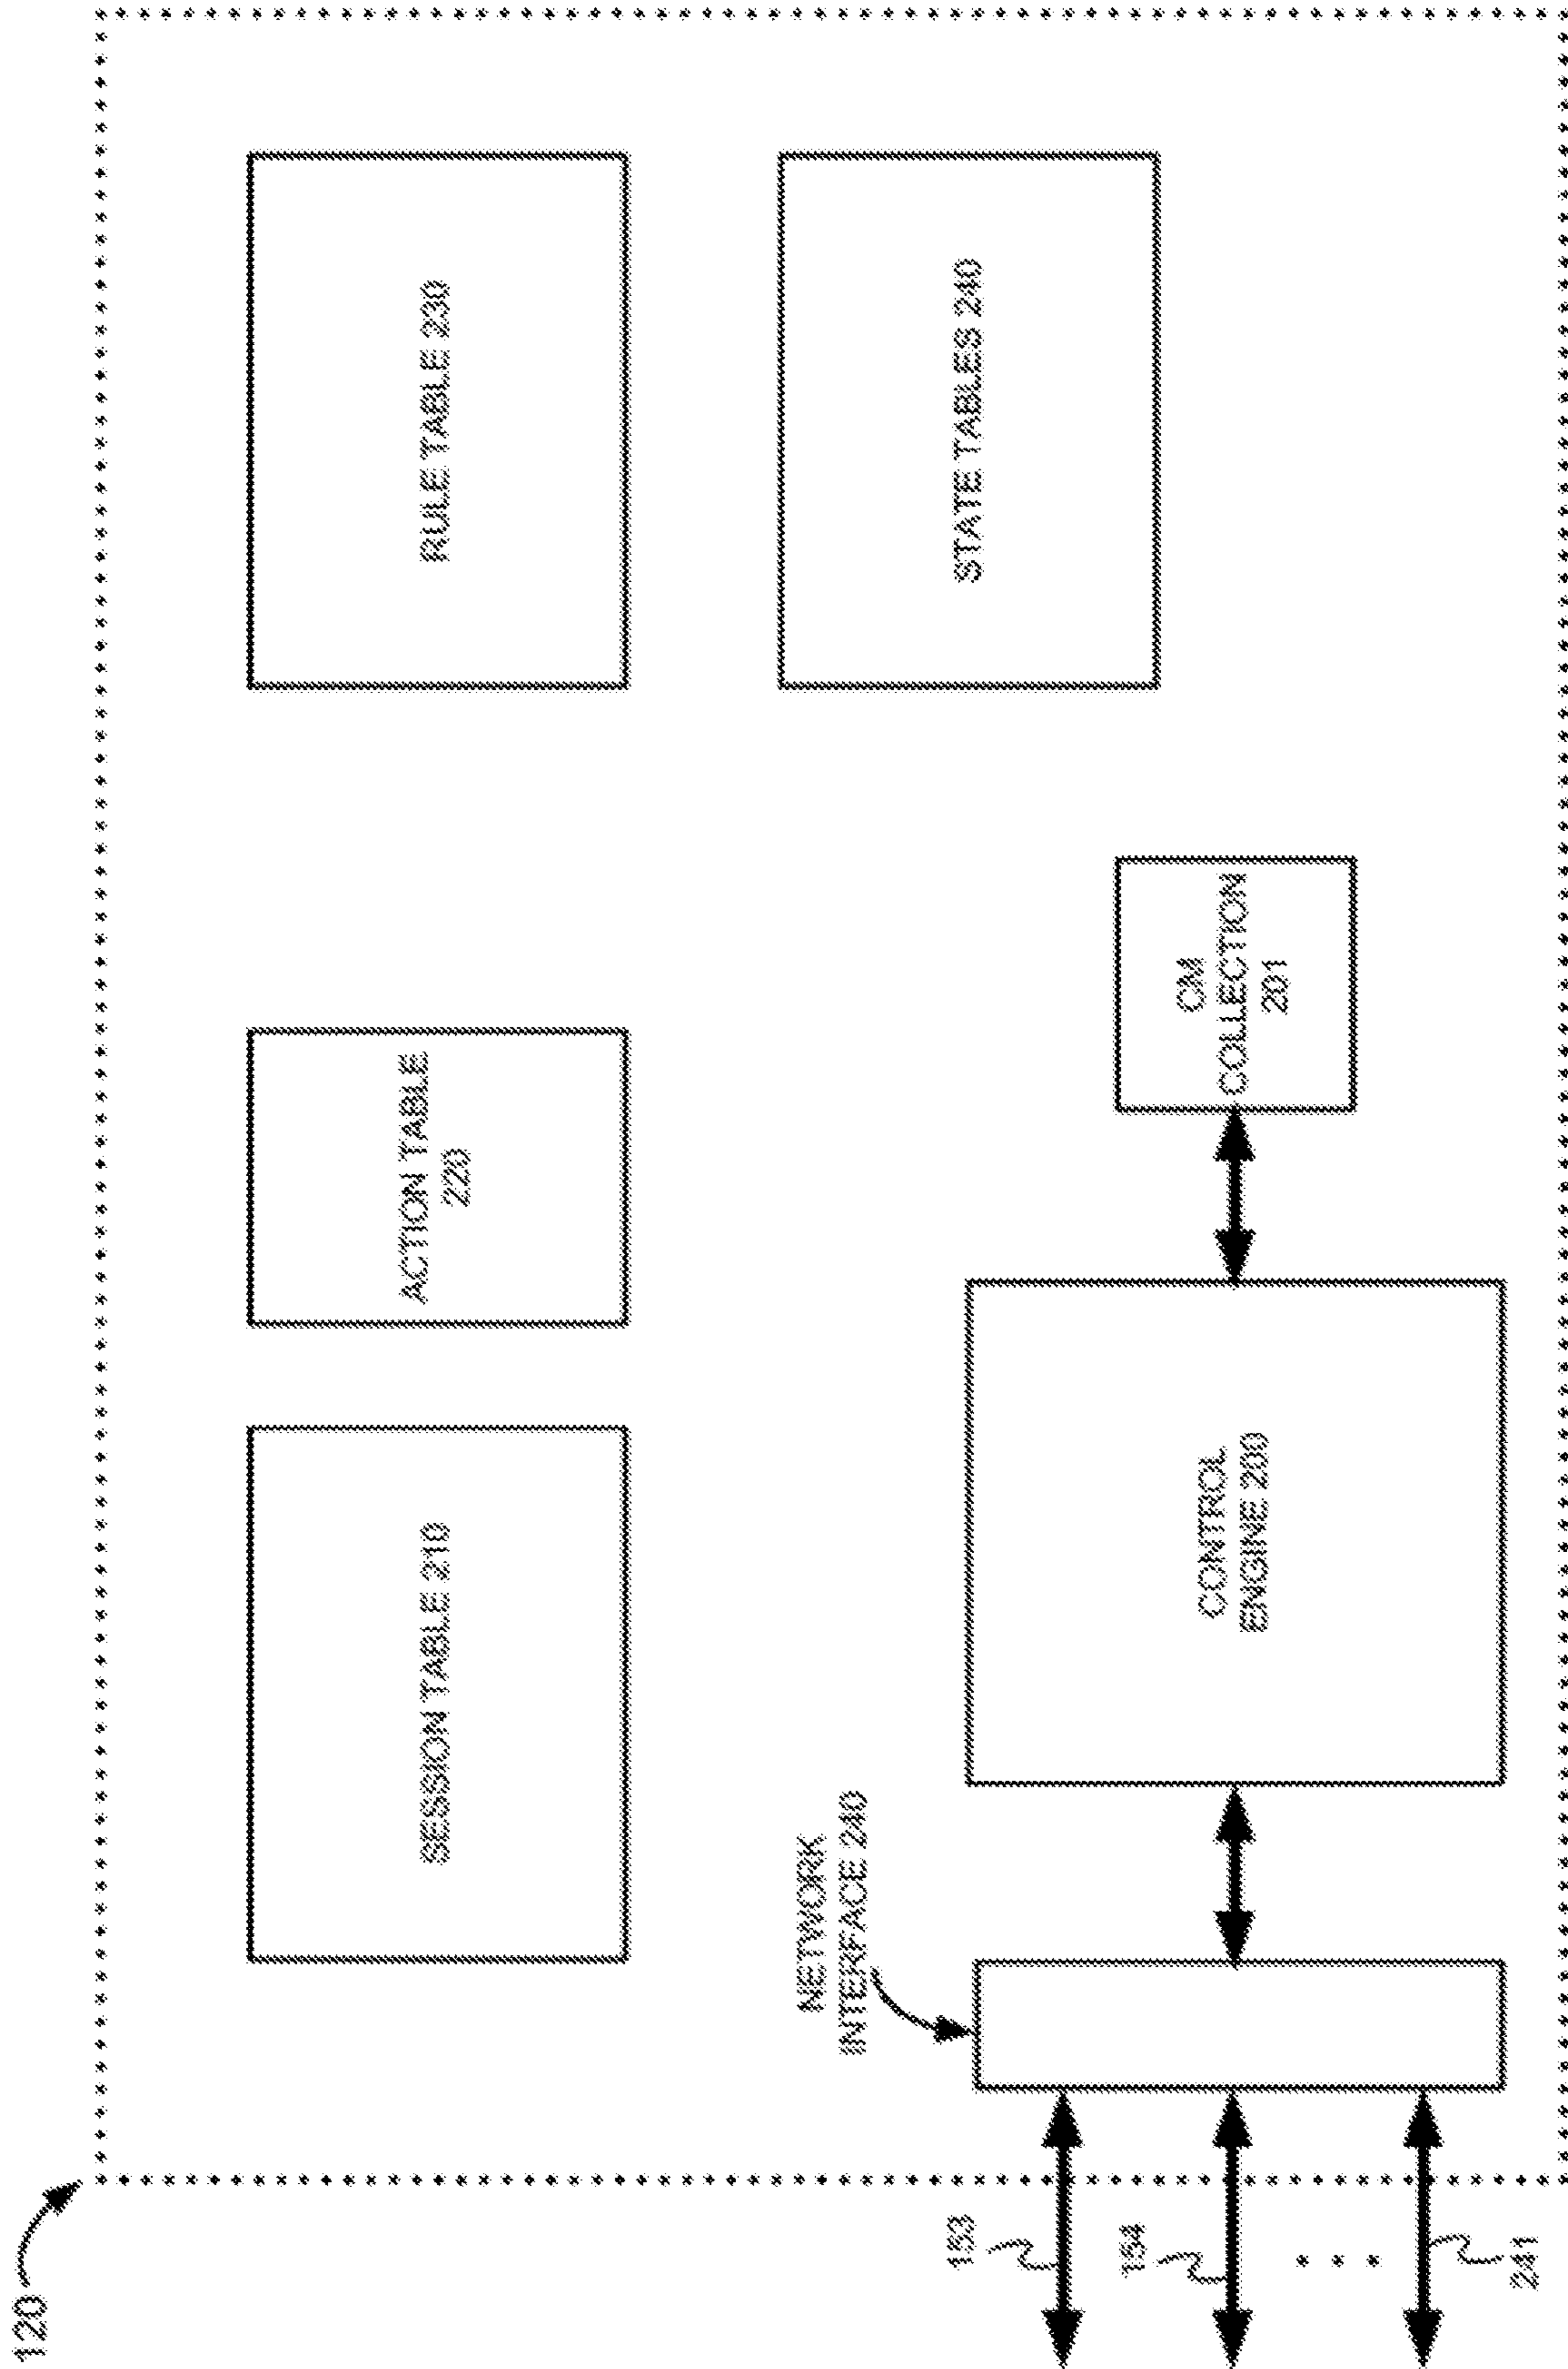 120
SESSION TABLE 210
ACTION TABLE
220
RULE TABLE 230
NETWORK
INTERFACE 240
STATE TABLES 240
153
154
. . .
241
CONTROL
ENGINE 200
CM
COLLECTION
201